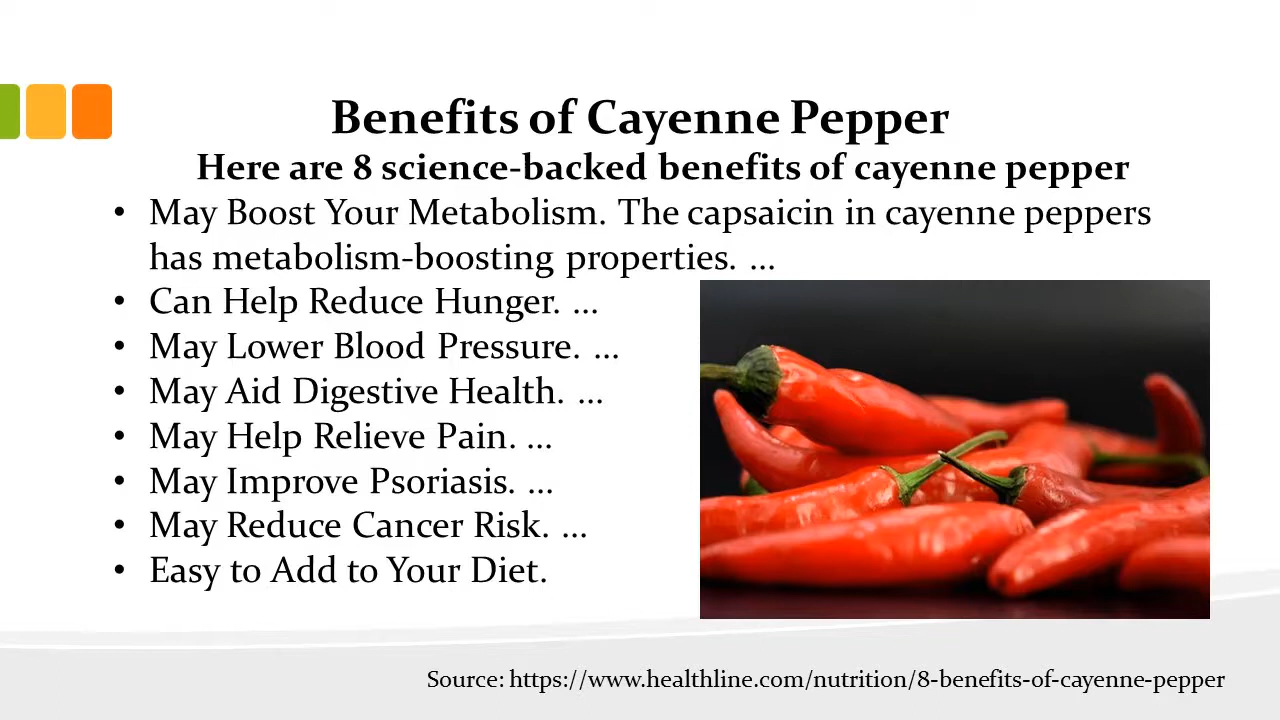 Benefits of Cayenne Pepper
Here are 8 science-backed benefits of cayenne pepper
• May Boost Your Metabolism. The capsaicin in cayenne peppers
has metabolism-boosting properties. ...
• Can Help Reduce Hunger. ...
• May Lower Blood Pressure. ...
• May Aid Digestive Health. ...
• May Help Relieve Pain. ...
• May Improve Psoriasis. ...
• May Reduce Cancer Risk. ...
• Easy to Add to Your Diet.
Source: https://www.healthline.com/nutrition/8-benefits-of-cayenne-pepper